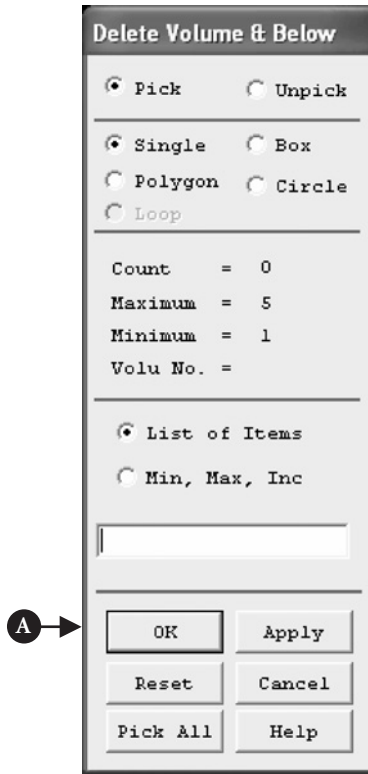 Delete Volume & Below
Pick Unpick
Single Box
Polygon Circle
Loop
Count = 0
Maximum = 5
Minimum = 1
Volu No. =
List of Items
Min, Max, Inc
A
OK Apply
Reset Cancel
Pick All Help